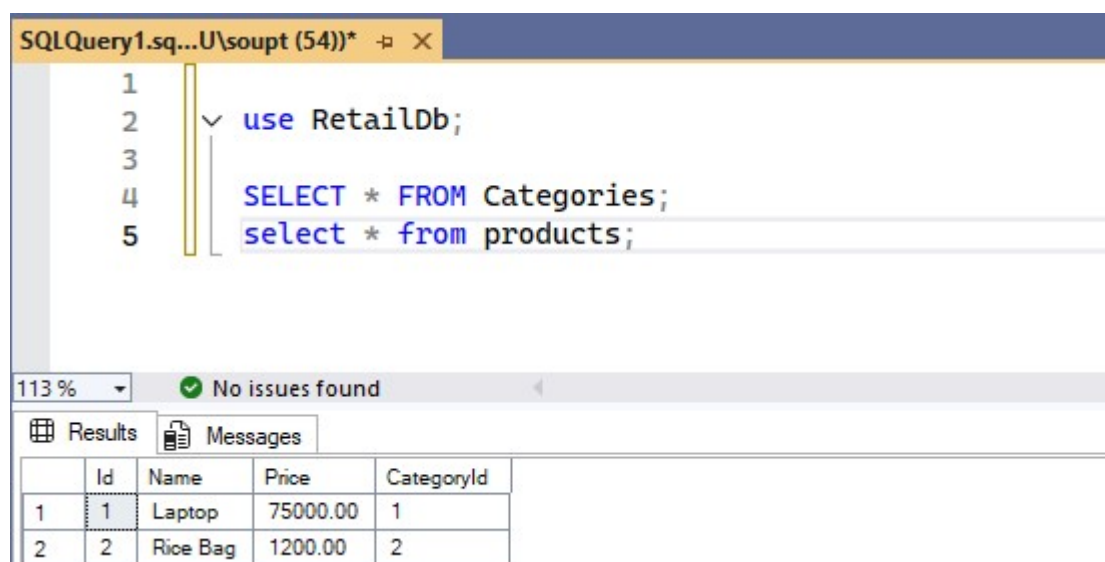 SQLQuery1.sq...U\soupt (54))*
1
2 use RetailDb;
3
4 SELECT * FROM Categories;
5 select * from products;
113 % No issues found
Results Messages
Id Name Price CategoryId
1 1 Laptop 75000.00 1
2 2 Rice Bag 1200.00 2